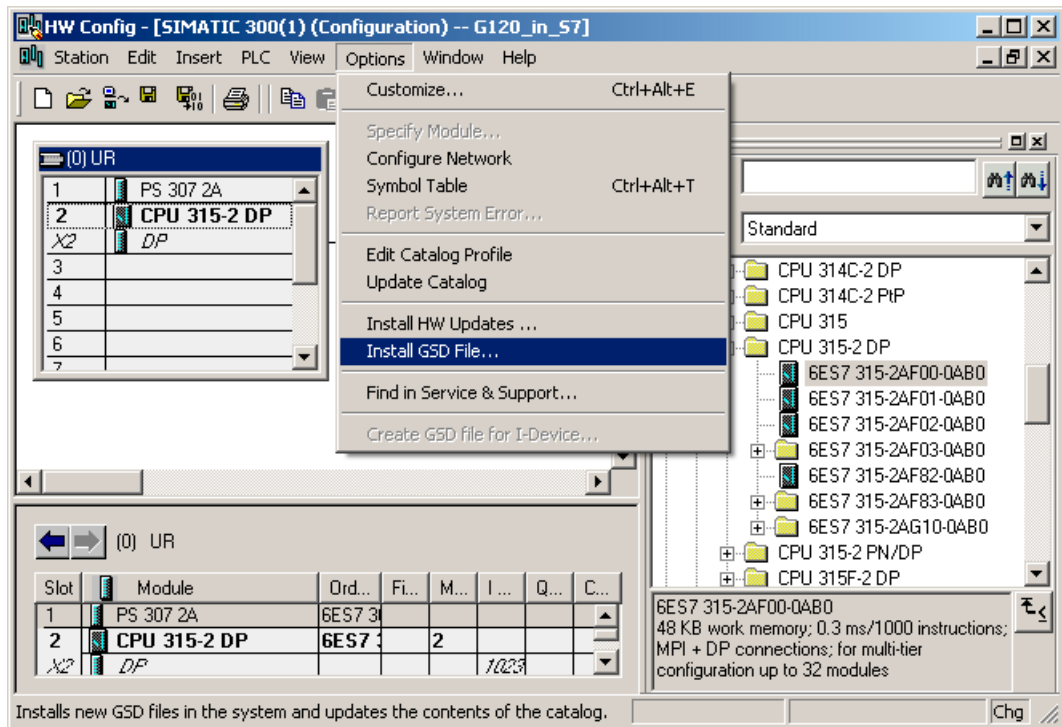 HW Config - [SIMATIC 300(1) (Configuration) -- G120_in_S7]
Station Edit Insert PLC View Options Window Help
Customize... Ctrl+Alt+E
Specify Module...
Configure Network
Symbol Table Ctrl+Alt+T
Report System Error...
Edit Catalog Profile
Update Catalog
Install HW Updates ...
Install GSD File...
Find in Service & Support...
Create GSD file for I-Device...
(0) UR
1 PS 307 2A
2 CPU 315-2 DP
X2 DP
3
4
5
6
7
Standard
CPU 314C-2 DP
CPU 314C-2 PtP
CPU 315
CPU 315-2 DP
6ES7 315-2AF00-0AB0
6ES7 315-2AF01-0AB0
6ES7 315-2AF02-0AB0
6ES7 315-2AF03-0AB0
6ES7 315-2AF82-0AB0
6ES7 315-2AF83-0AB0
6ES7 315-2AG10-0AB0
CPU 315-2 PN/DP
CPU 315F-2 DP
(0) UR
Slot Module Ord... Fi... M... I ... Q... C...
1 PS 307 2A 6ES7 3
2 CPU 315-2 DP 6ES7 2
X2 DP 1023
6ES7 315-2AF00-0AB0
48 KB work memory; 0.3 ms/1000 instructions;
MPI + DP connections; for multi-tier
configuration up to 32 modules
Installs new GSD files in the system and updates the contents of the catalog. Chg